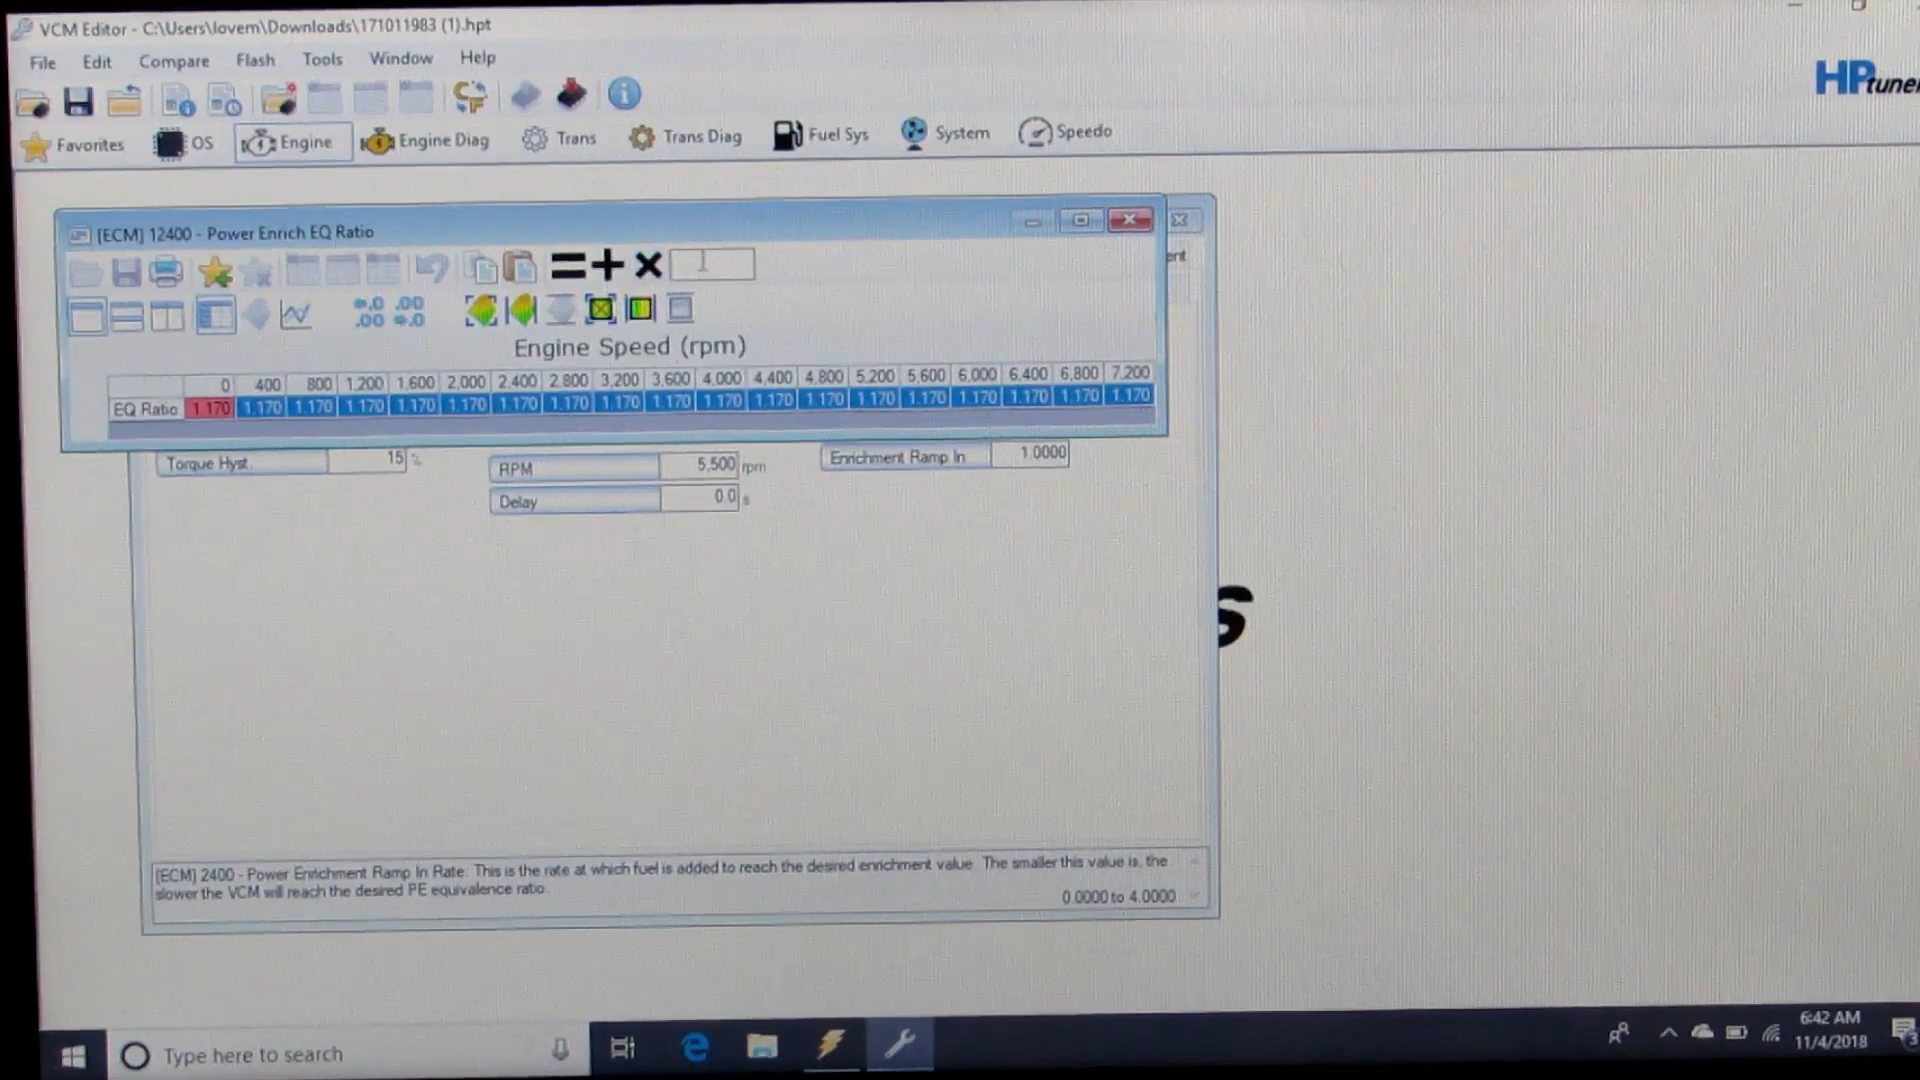 VCM Editor - C:\Users\lovem\Downloads\171011983 (1).hpt
File Edit Compare Flash Tools Window Help
HPtuner
Favorites OS Engine Engine Diag Trans Trans Diag Fuel Sys System Speedo
[ECM] 12400 - Power Enrich EQ Ratio
ent
Engine Speed (rpm)
0 400 800 1,200 1,600 2,000 2,400 2,800 3,200 3,600 4,000 4,400 4,800 5,200 5,600 6,000 6,400 6,800 7,200
EQ Ratio 1.170 1.170 1.170 1.170 1.170 1.170 1.170 1.170 1.170 1.170 1.170 1.170 1.170 1.170 1.170 1.170 1.170 1.170 1.170
Torque Hyst. 15 % RPM 5,500 rpm Enrichment Ramp In 1.0000
Delay 0.0 s
s
[ECM] 2400 - Power Enrichment Ramp In Rate: This is the rate at which fuel is added to reach the desired enrichment value. The smaller this value is, the
slower the VCM will reach the desired PE equivalence ratio.
0.0000 to 4.0000
Type here to search
6:42 AM
11/4/2018
3